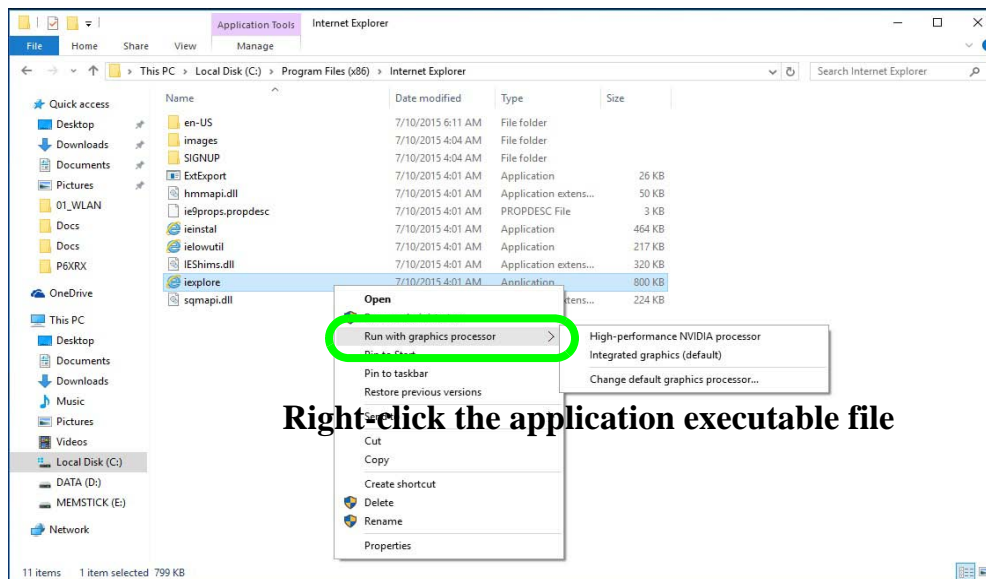 Application Tools Internet Explorer
File Home Share View Manage
This PC > Local Disk (C:) > Program Files (x86) > Internet Explorer
Search Internet Explorer
Name Date modified Type Size
Quick access
Desktop
Downloads
Documents
Pictures
01_WLAN
Docs
Docs
P6XRX
OneDrive
This PC
Desktop
Documents
Downloads
Music
Pictures
Videos
Local Disk (C:)
DATA (D:)
MEMSTICK (E:)
Network
en-US 7/10/2015 6:11 AM File folder
images 7/10/2015 4:04 AM File folder
SIGNUP 7/10/2015 4:04 AM File folder
ExtExport 7/10/2015 4:01 AM Application 26 KB
hmmapi.dll 7/10/2015 4:01 AM Application extens... 50 KB
ie9props.propdesc 7/10/2015 4:01 AM PROPDESC File 3 KB
ieinstal 7/10/2015 4:01 AM Application 464 KB
ielowutil 7/10/2015 4:01 AM Application 217 KB
IEShims.dll 7/10/2015 4:01 AM Application extens... 320 KB
iexplore 7/10/2015 4:01 AM Application 800 KB
sqmapi.dll tens... 224 KB
Open
Run with graphics processor
Pin to Start
Pin to taskbar
Restore previous versions
Cut
Copy
Create shortcut
Delete
Rename
Properties
High-performance NVIDIA processor
Integrated graphics (default)
Change default graphics processor...
Right-click the application executable file
11 items 1 item selected 799 KB